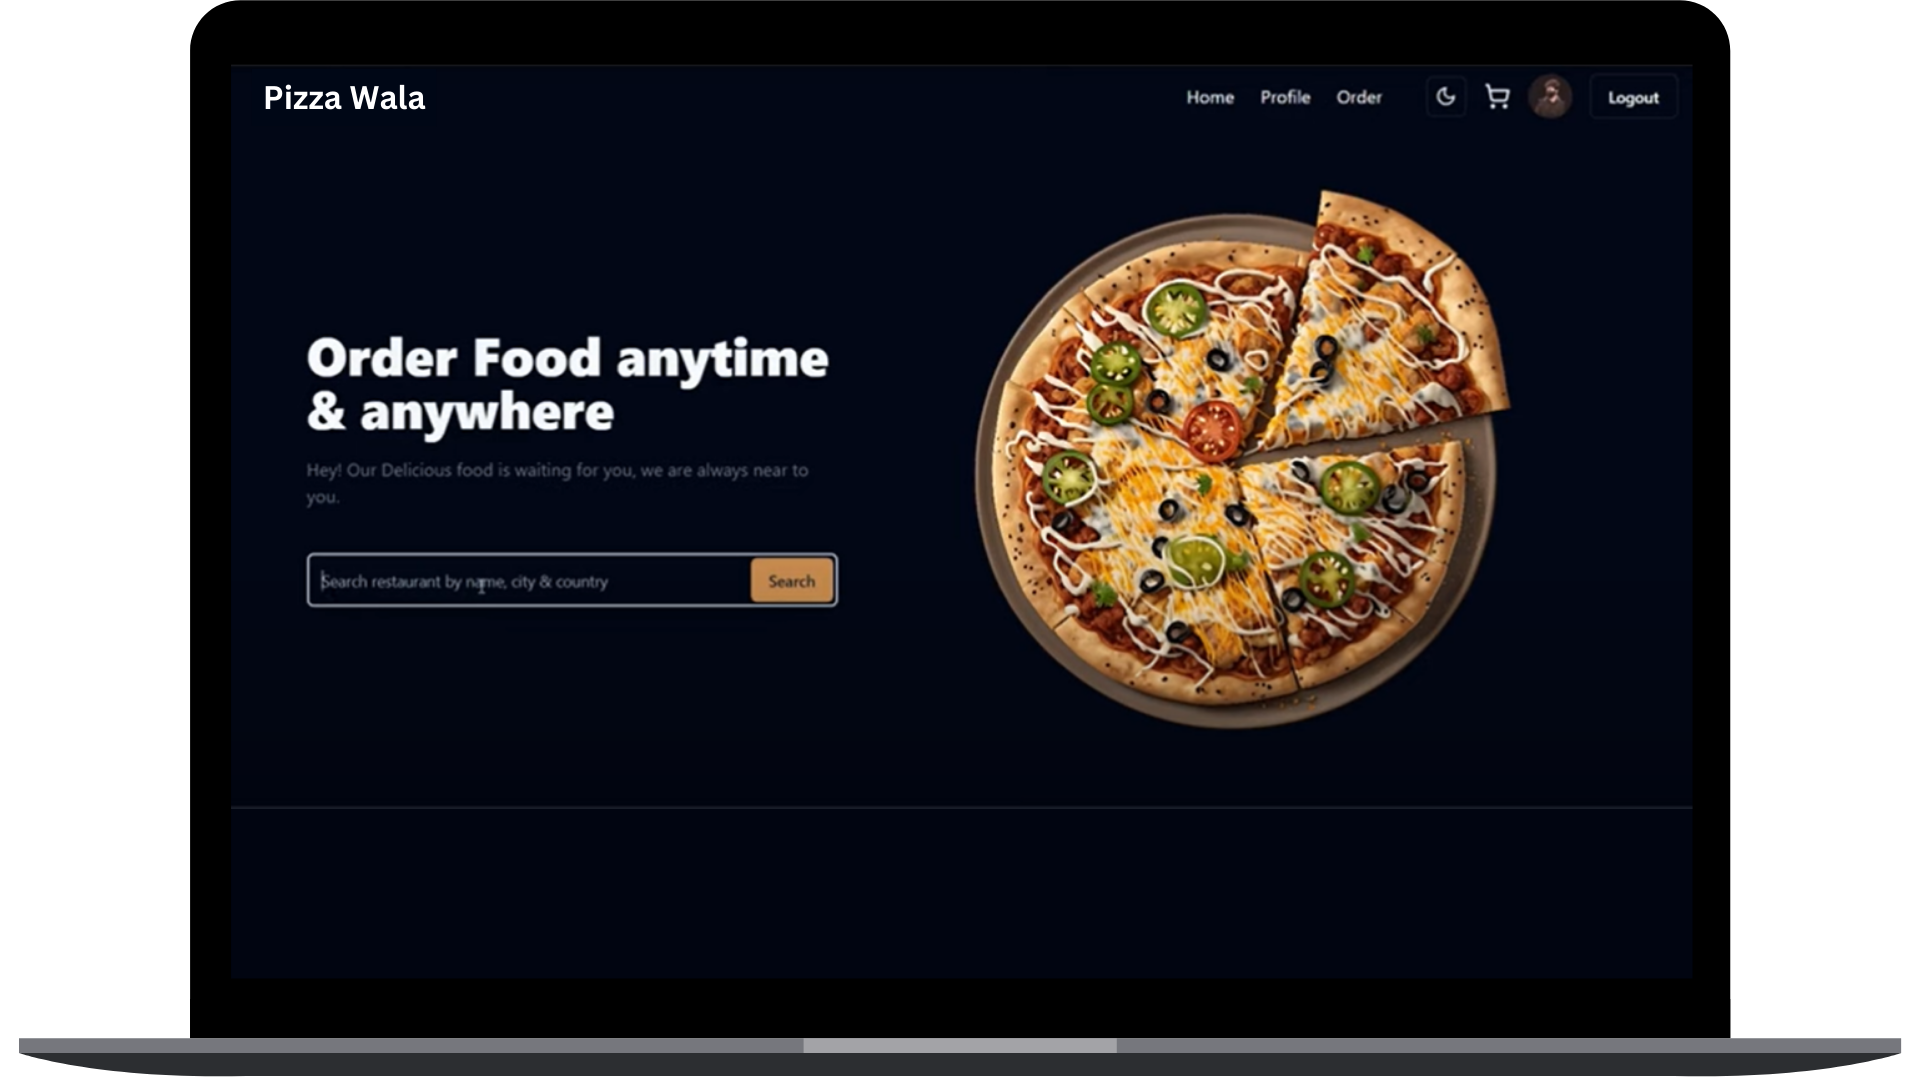 Pizza Wala
Home Profile Order Logout
Order Food anytime
& anywhere
Hey! Our Delicious food is waiting for you, we are always near to
you.
Search restaurant by name, city & country Search